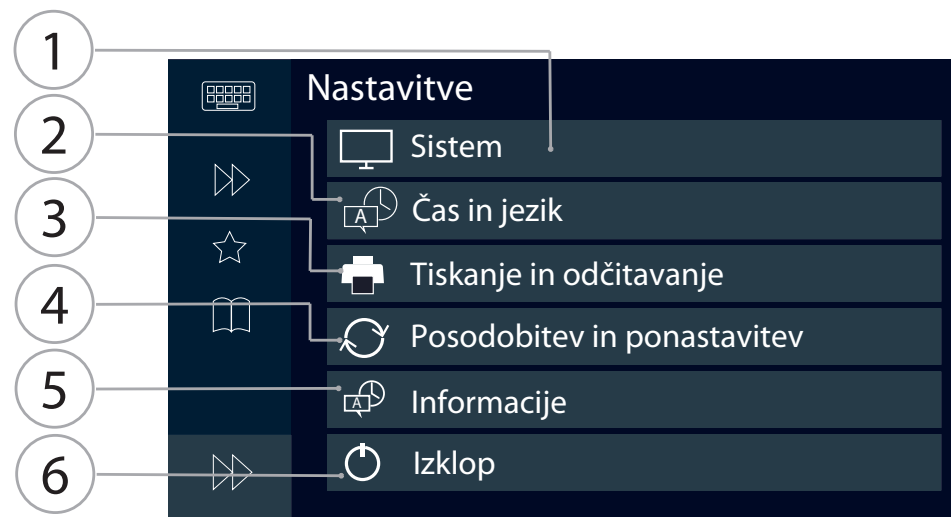 1
Nastavitve
2
Sistem
3
Čas in jezik
A
Tiskanje in odčitavanje
4
Posodobitev in ponastavitev
5
A
Informacije
6
Izklop